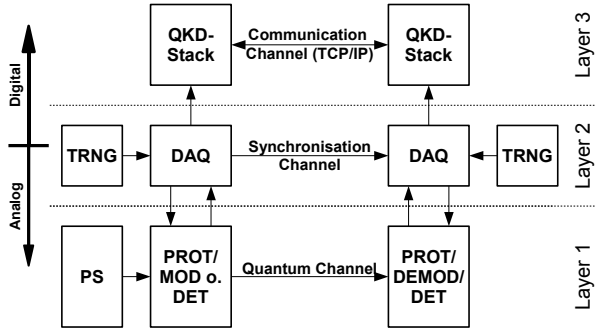 QKD-
Stack
Communication
Channel (TCP/IP)
QKD-
Stack
Layer 3
Digital
TRNG
DAQ
Synchronisation
Channel
DAQ
TRNG
Layer 2
Analog
PS
PROT/
MOD o.
DET
Quantum Channel
PROT/
DEMOD/
DET
Layer 1